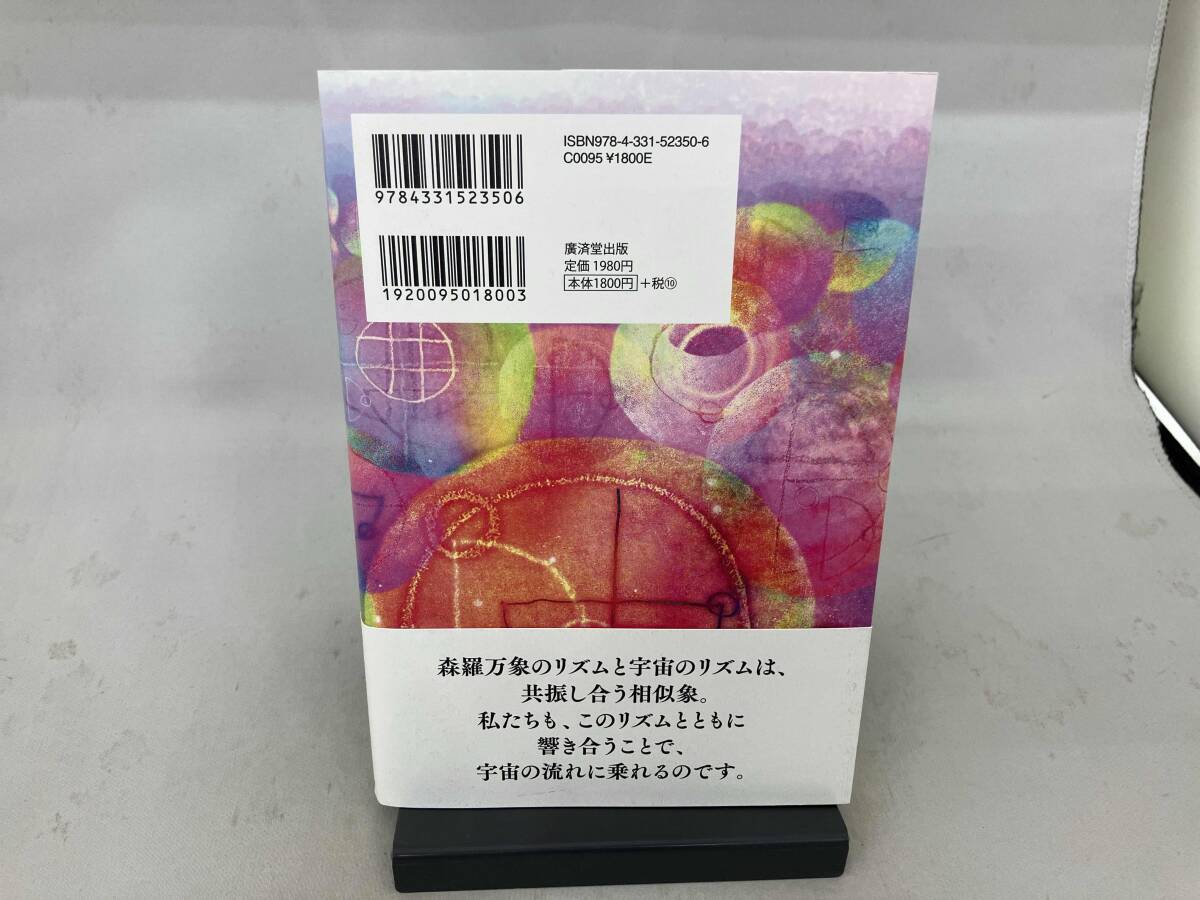 ISBN978-4-331-52350-6
C0095 ¥1800E
9784331523506
廣済堂出版
定価 1980円
本体1800円 +税⑩
1920095018003
森羅万象のリズムと宇宙のリズムは、
共振し合う相似象。
私たちも、このリズムとともに
響き合うことで、
宇宙の流れに乗れるのです。